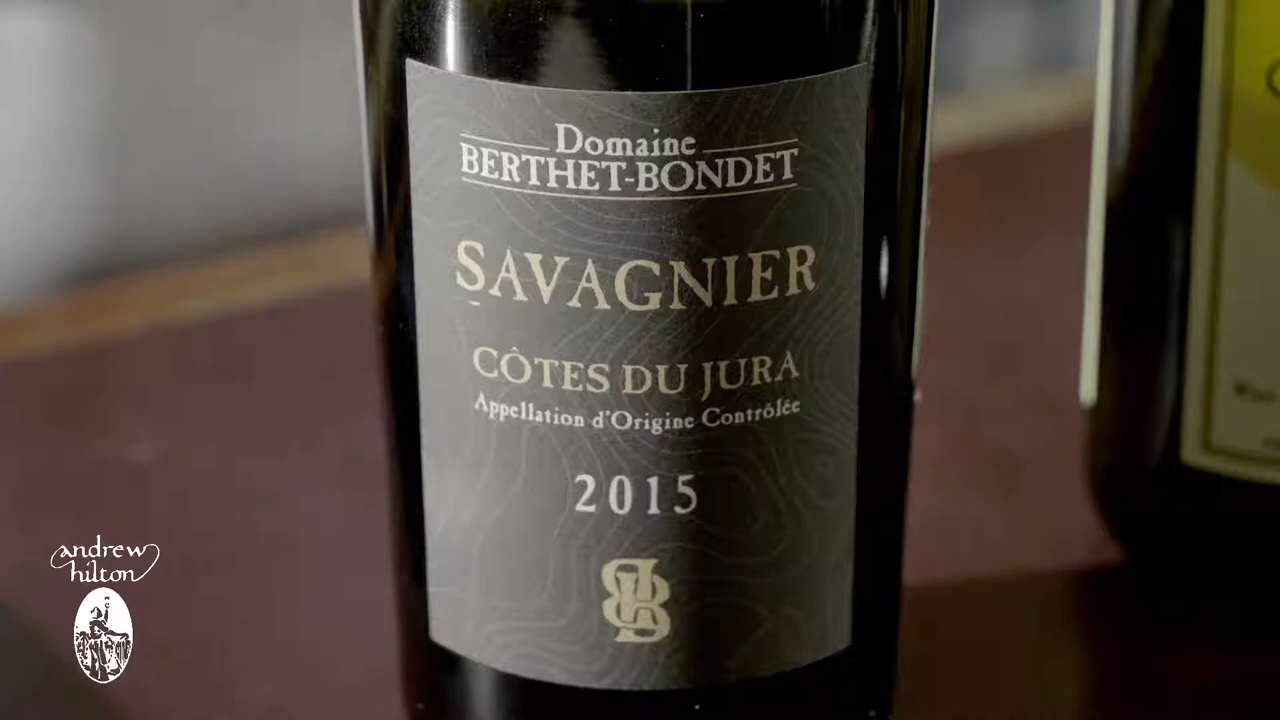 Domaine
BERTHET-BONDET
SAVAGNIER
CÔTES DU JURA
Appellation d'Origine Contrôlée
2015
andrew
hilton